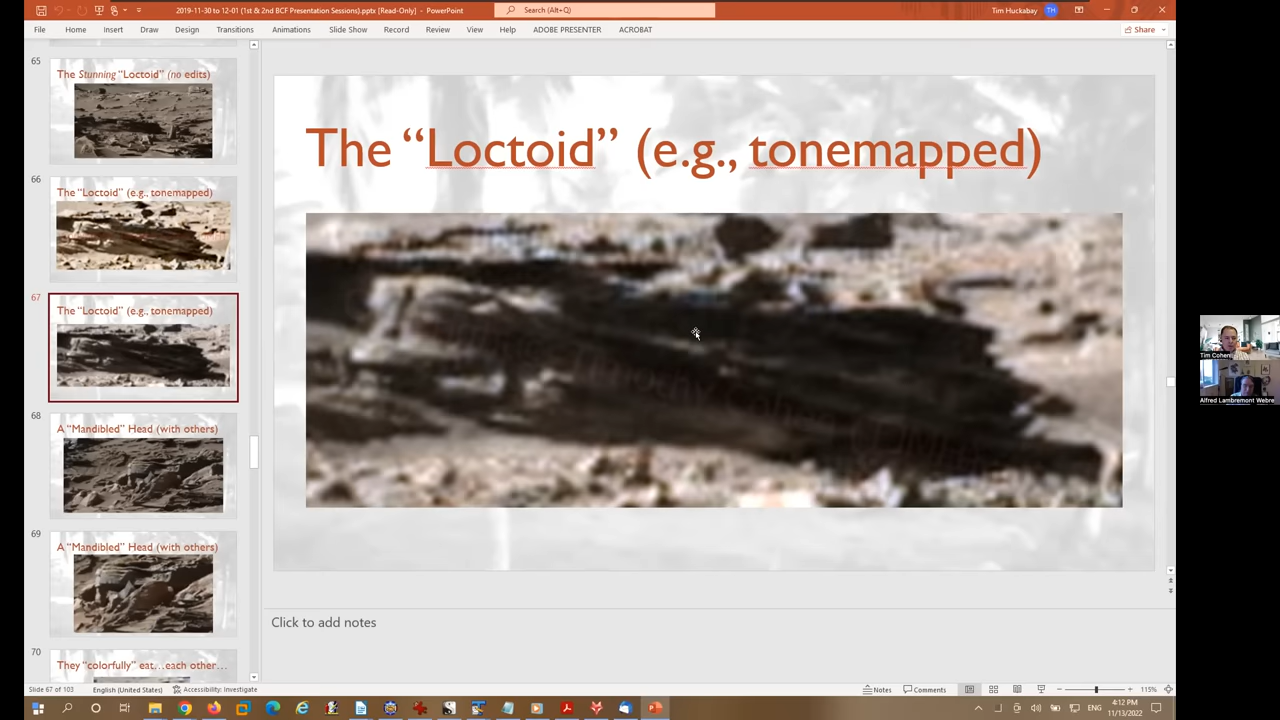 2019-11-30 to 12-01 (1st & 2nd BCF Presentation Sessions).pptx [Read-Only] - PowerPoint
Search (Alt+Q)
Tim Huckabay
TH
File Home Insert Draw Design Transitions Animations Slide Show Record Review View Help ADOBE PRESENTER ACROBAT
Share
65
The Stunning “Loctoid” (no edits)
66
The “Loctoid” (e.g., tonemapped)
67
The “Loctoid” (e.g., tonemapped)
68
A “Mandibled” Head (with others)
69
A “Mandibled” Head (with others)
70
They “colorfully” eat…each other…
The “Loctoid” (e.g., tonemapped)
Click to add notes
Tim Cohen
Alfred Lambremont Webre
Slide 67 of 103
English (United States)
Accessibility: Investigate
Notes
Comments
115%
ENG
4:12 PM
11/13/2022